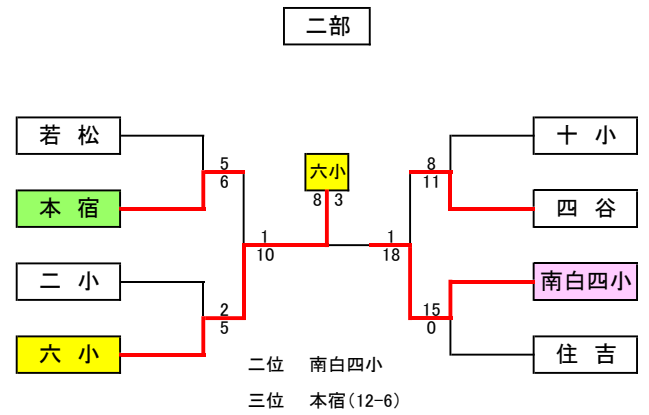 二部
若 松
十 小
5
六小
8
6
11
本 宿
8 3
四 谷
1
1
10
18
二 小
南白四小
2
15
5
0
六 小
二位 南白四小
住 吉
三位 本宿(12-6)